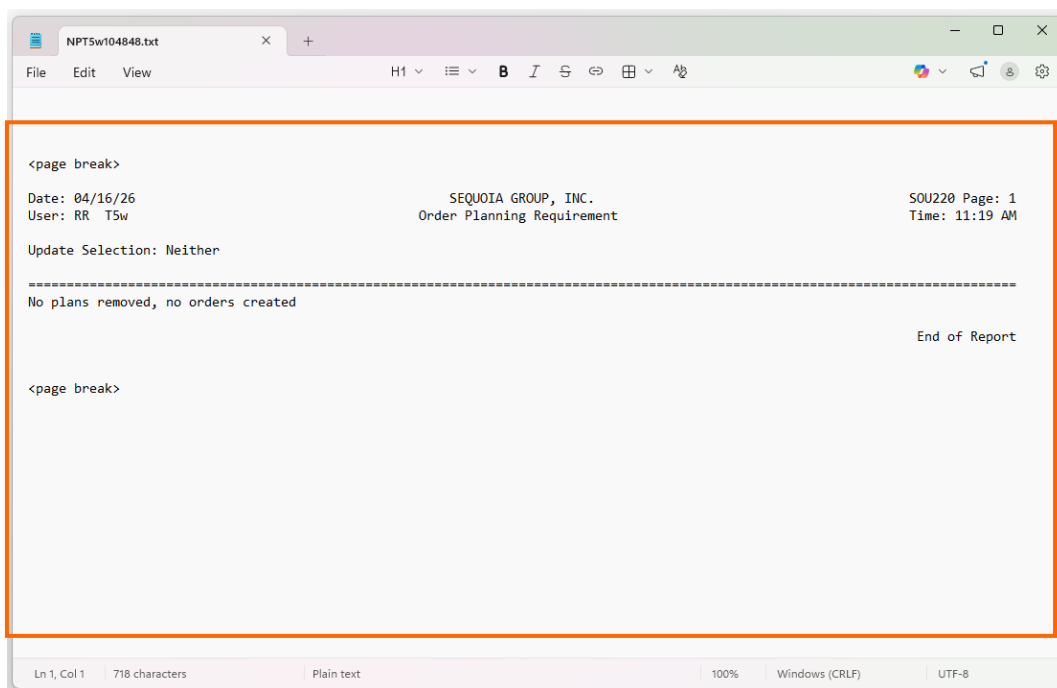 NPT5w104848.txt
File Edit View H1 B I S
<page break>
Date: 04/16/26 SEQUOIA GROUP, INC. SOU220 Page: 1
User: RR  T5w Order Planning Requirement Time: 11:19 AM
Update Selection: Neither
=================================================================================================================================
No plans removed, no orders created
End of Report
<page break>
Ln 1, Col 1 718 characters Plain text 100% Windows (CRLF) UTF-8